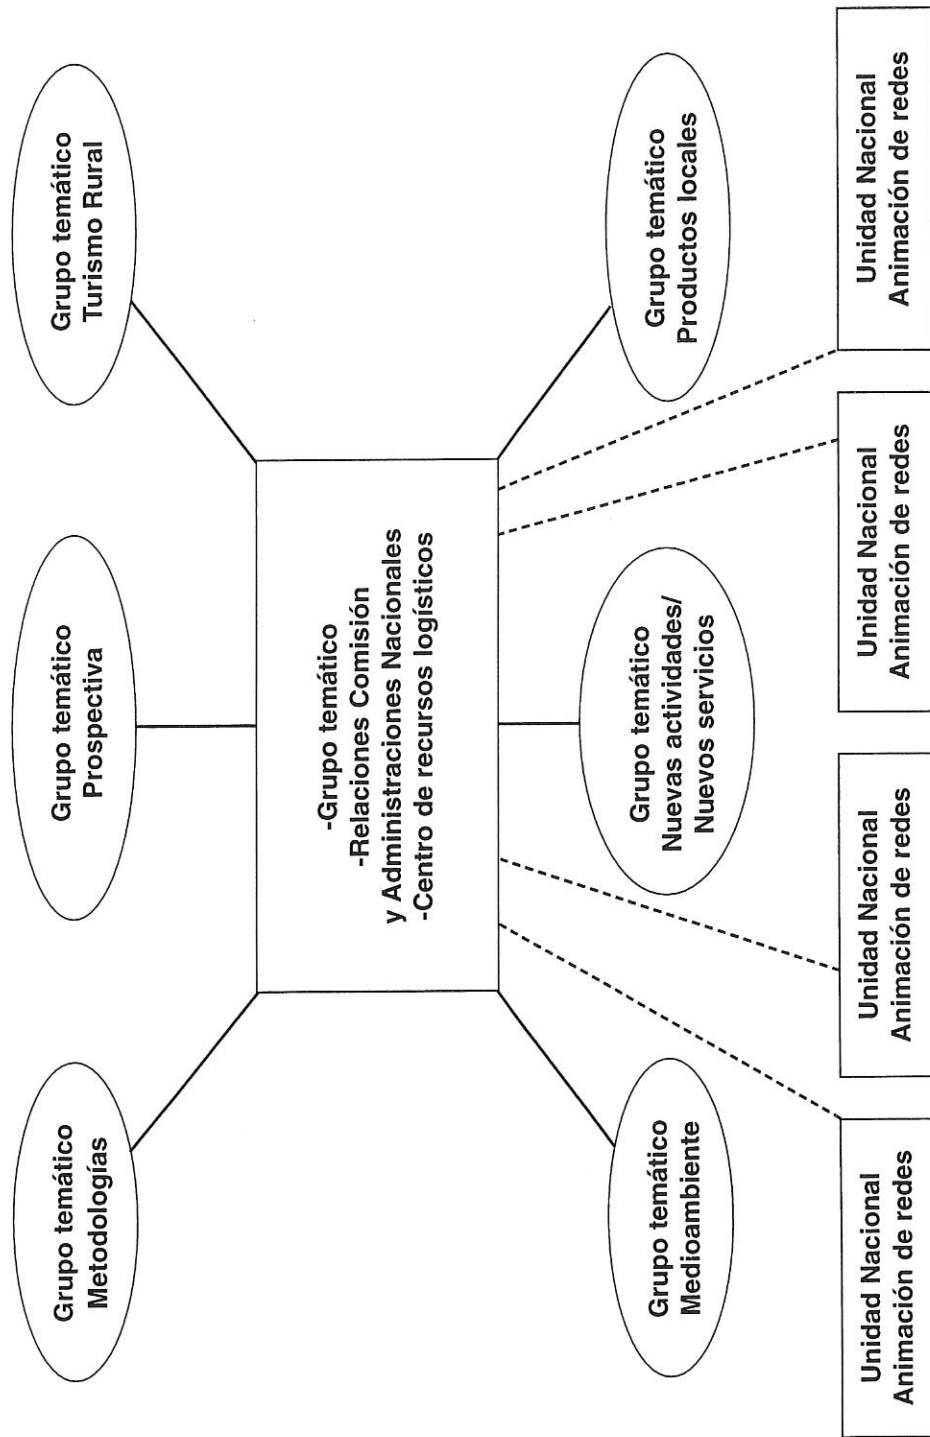 Grupo temático
Metodologías
Grupo temático
Prospectiva
Grupo temático
Turismo Rural
-Grupo temático
-Relaciones Comisión
y Administraciones Nacionales
-Centro de recursos logísticos
Grupo temático
Medioambiente
Grupo temático
Nuevas actividades/
Nuevos servicios
Grupo temático
Productos locales
Unidad Nacional
Animación de redes
Unidad Nacional
Animación de redes
Unidad Nacional
Animación de redes
Unidad Nacional
Animación de redes